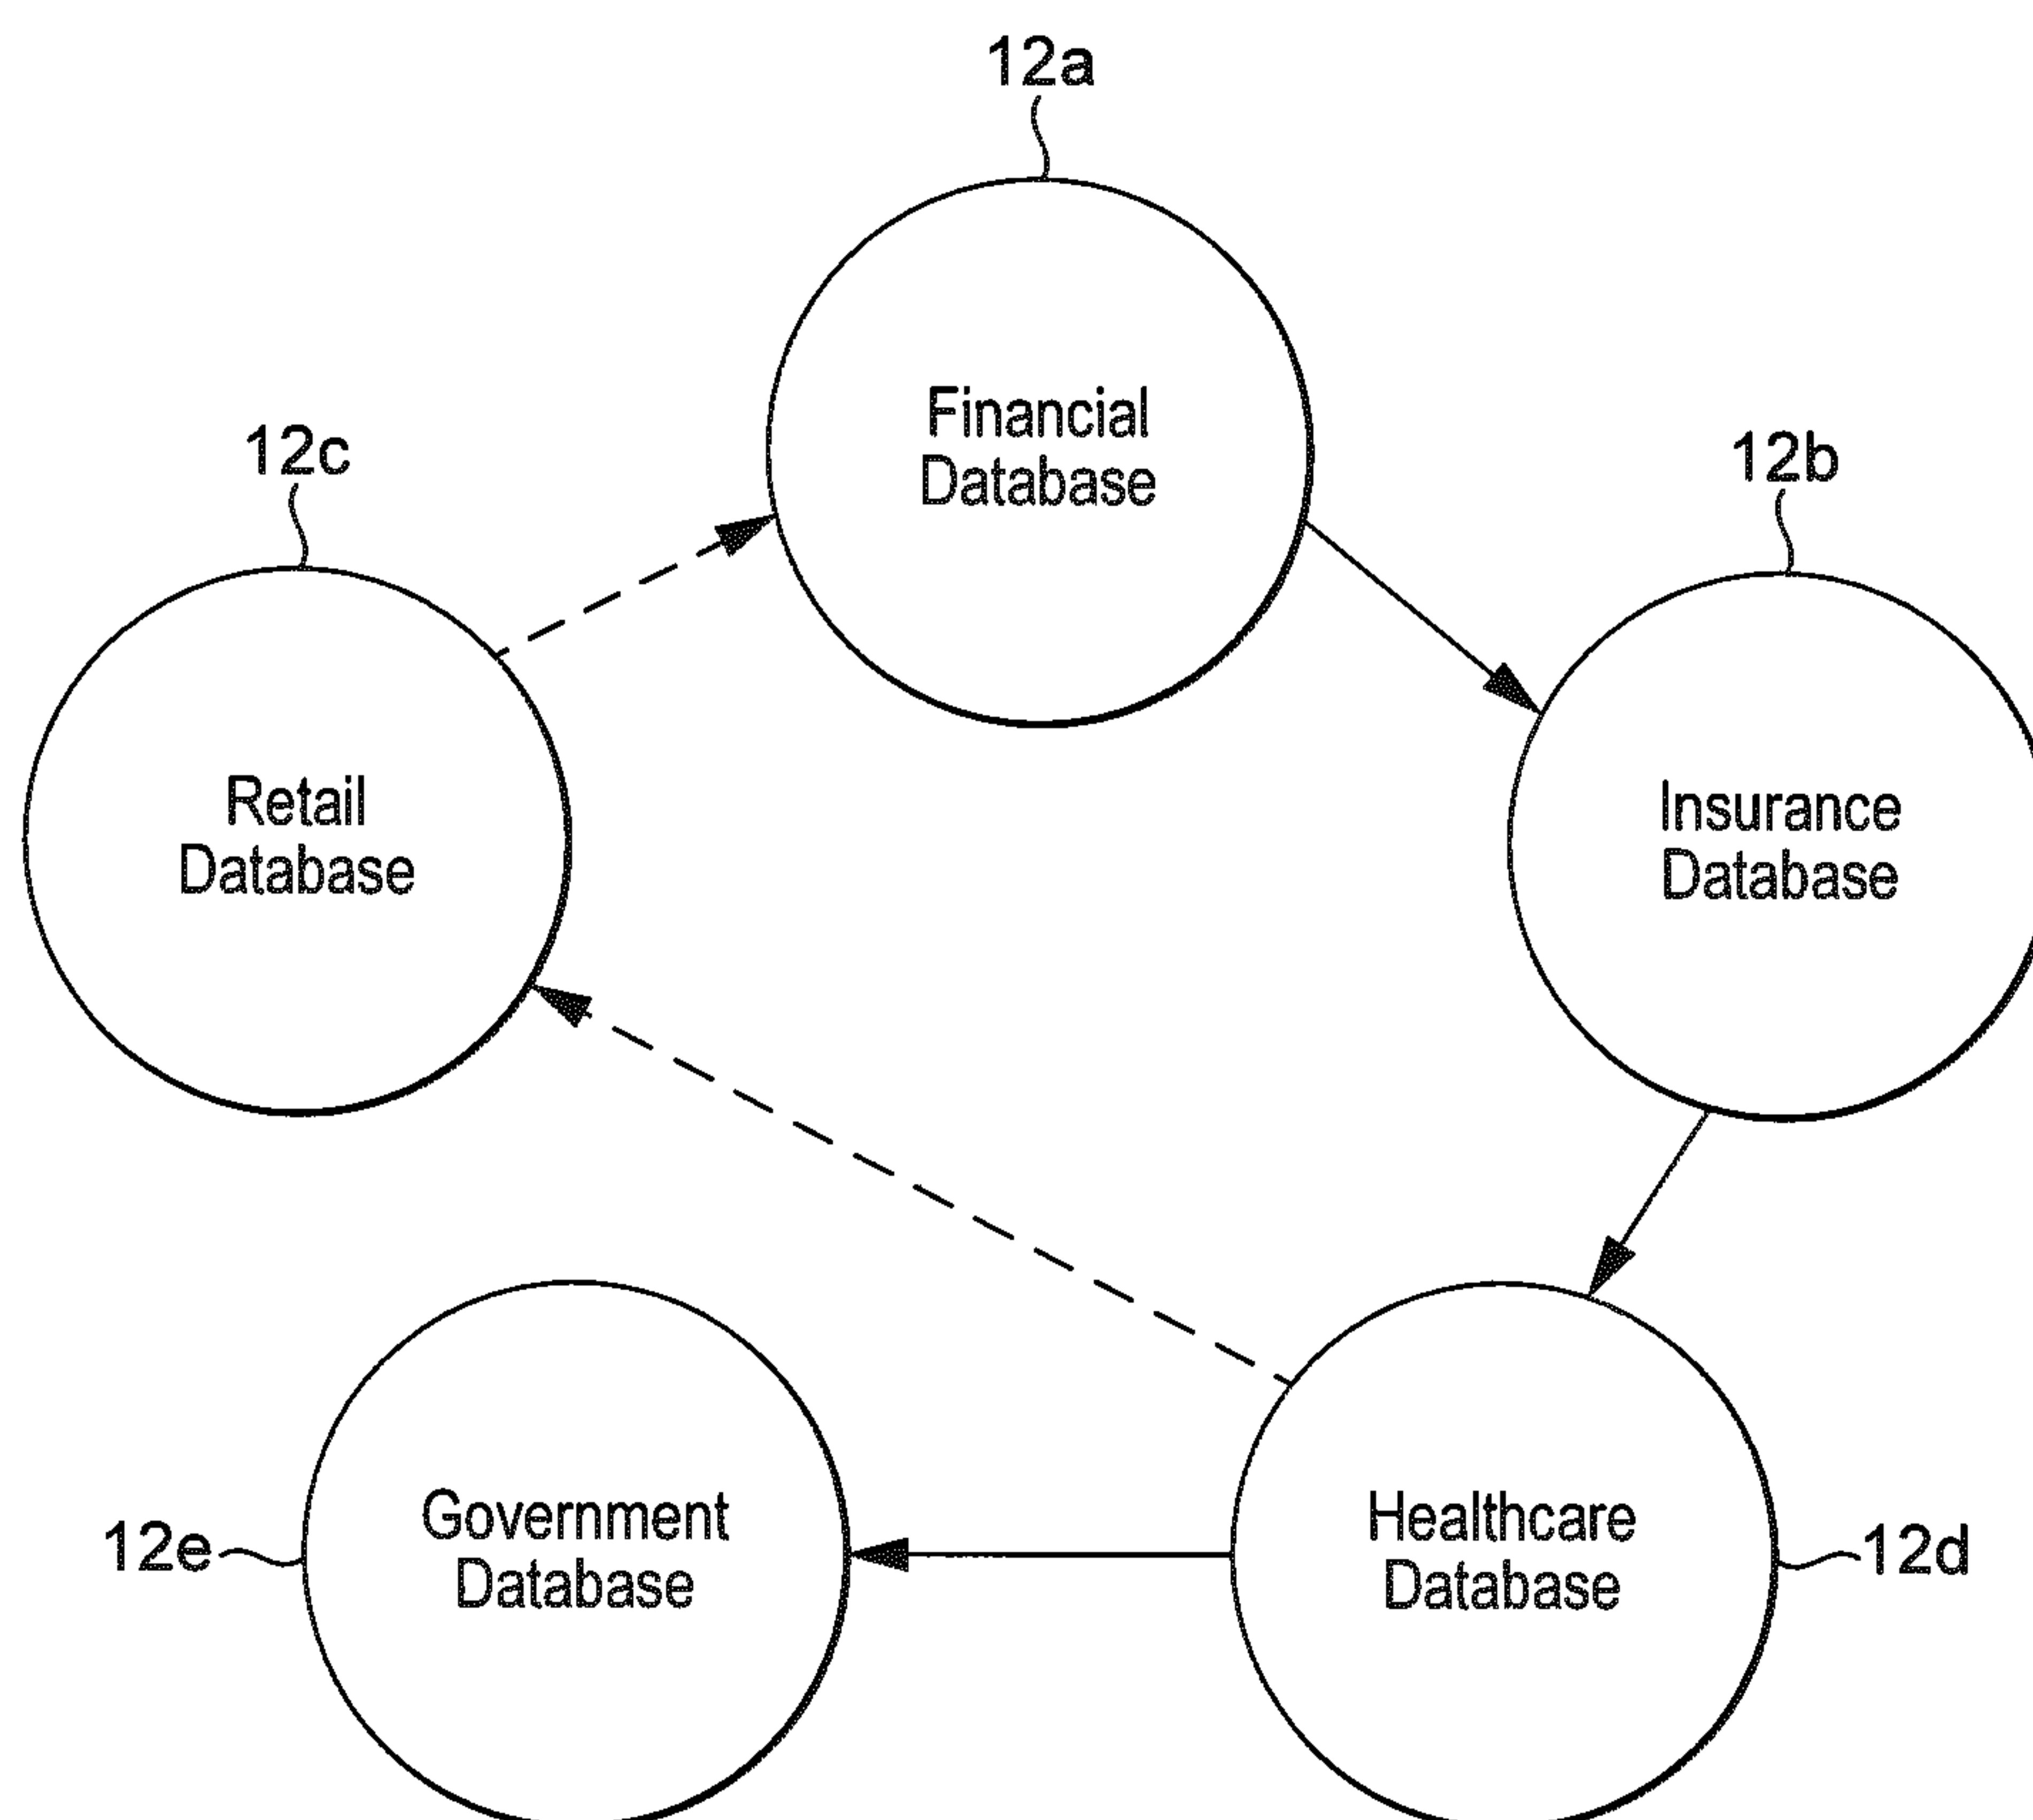 12a
Financial
Database
12c
12b
Retail
Database
Insurance
Database
Government
Database
12e
Healthcare
Database
12d